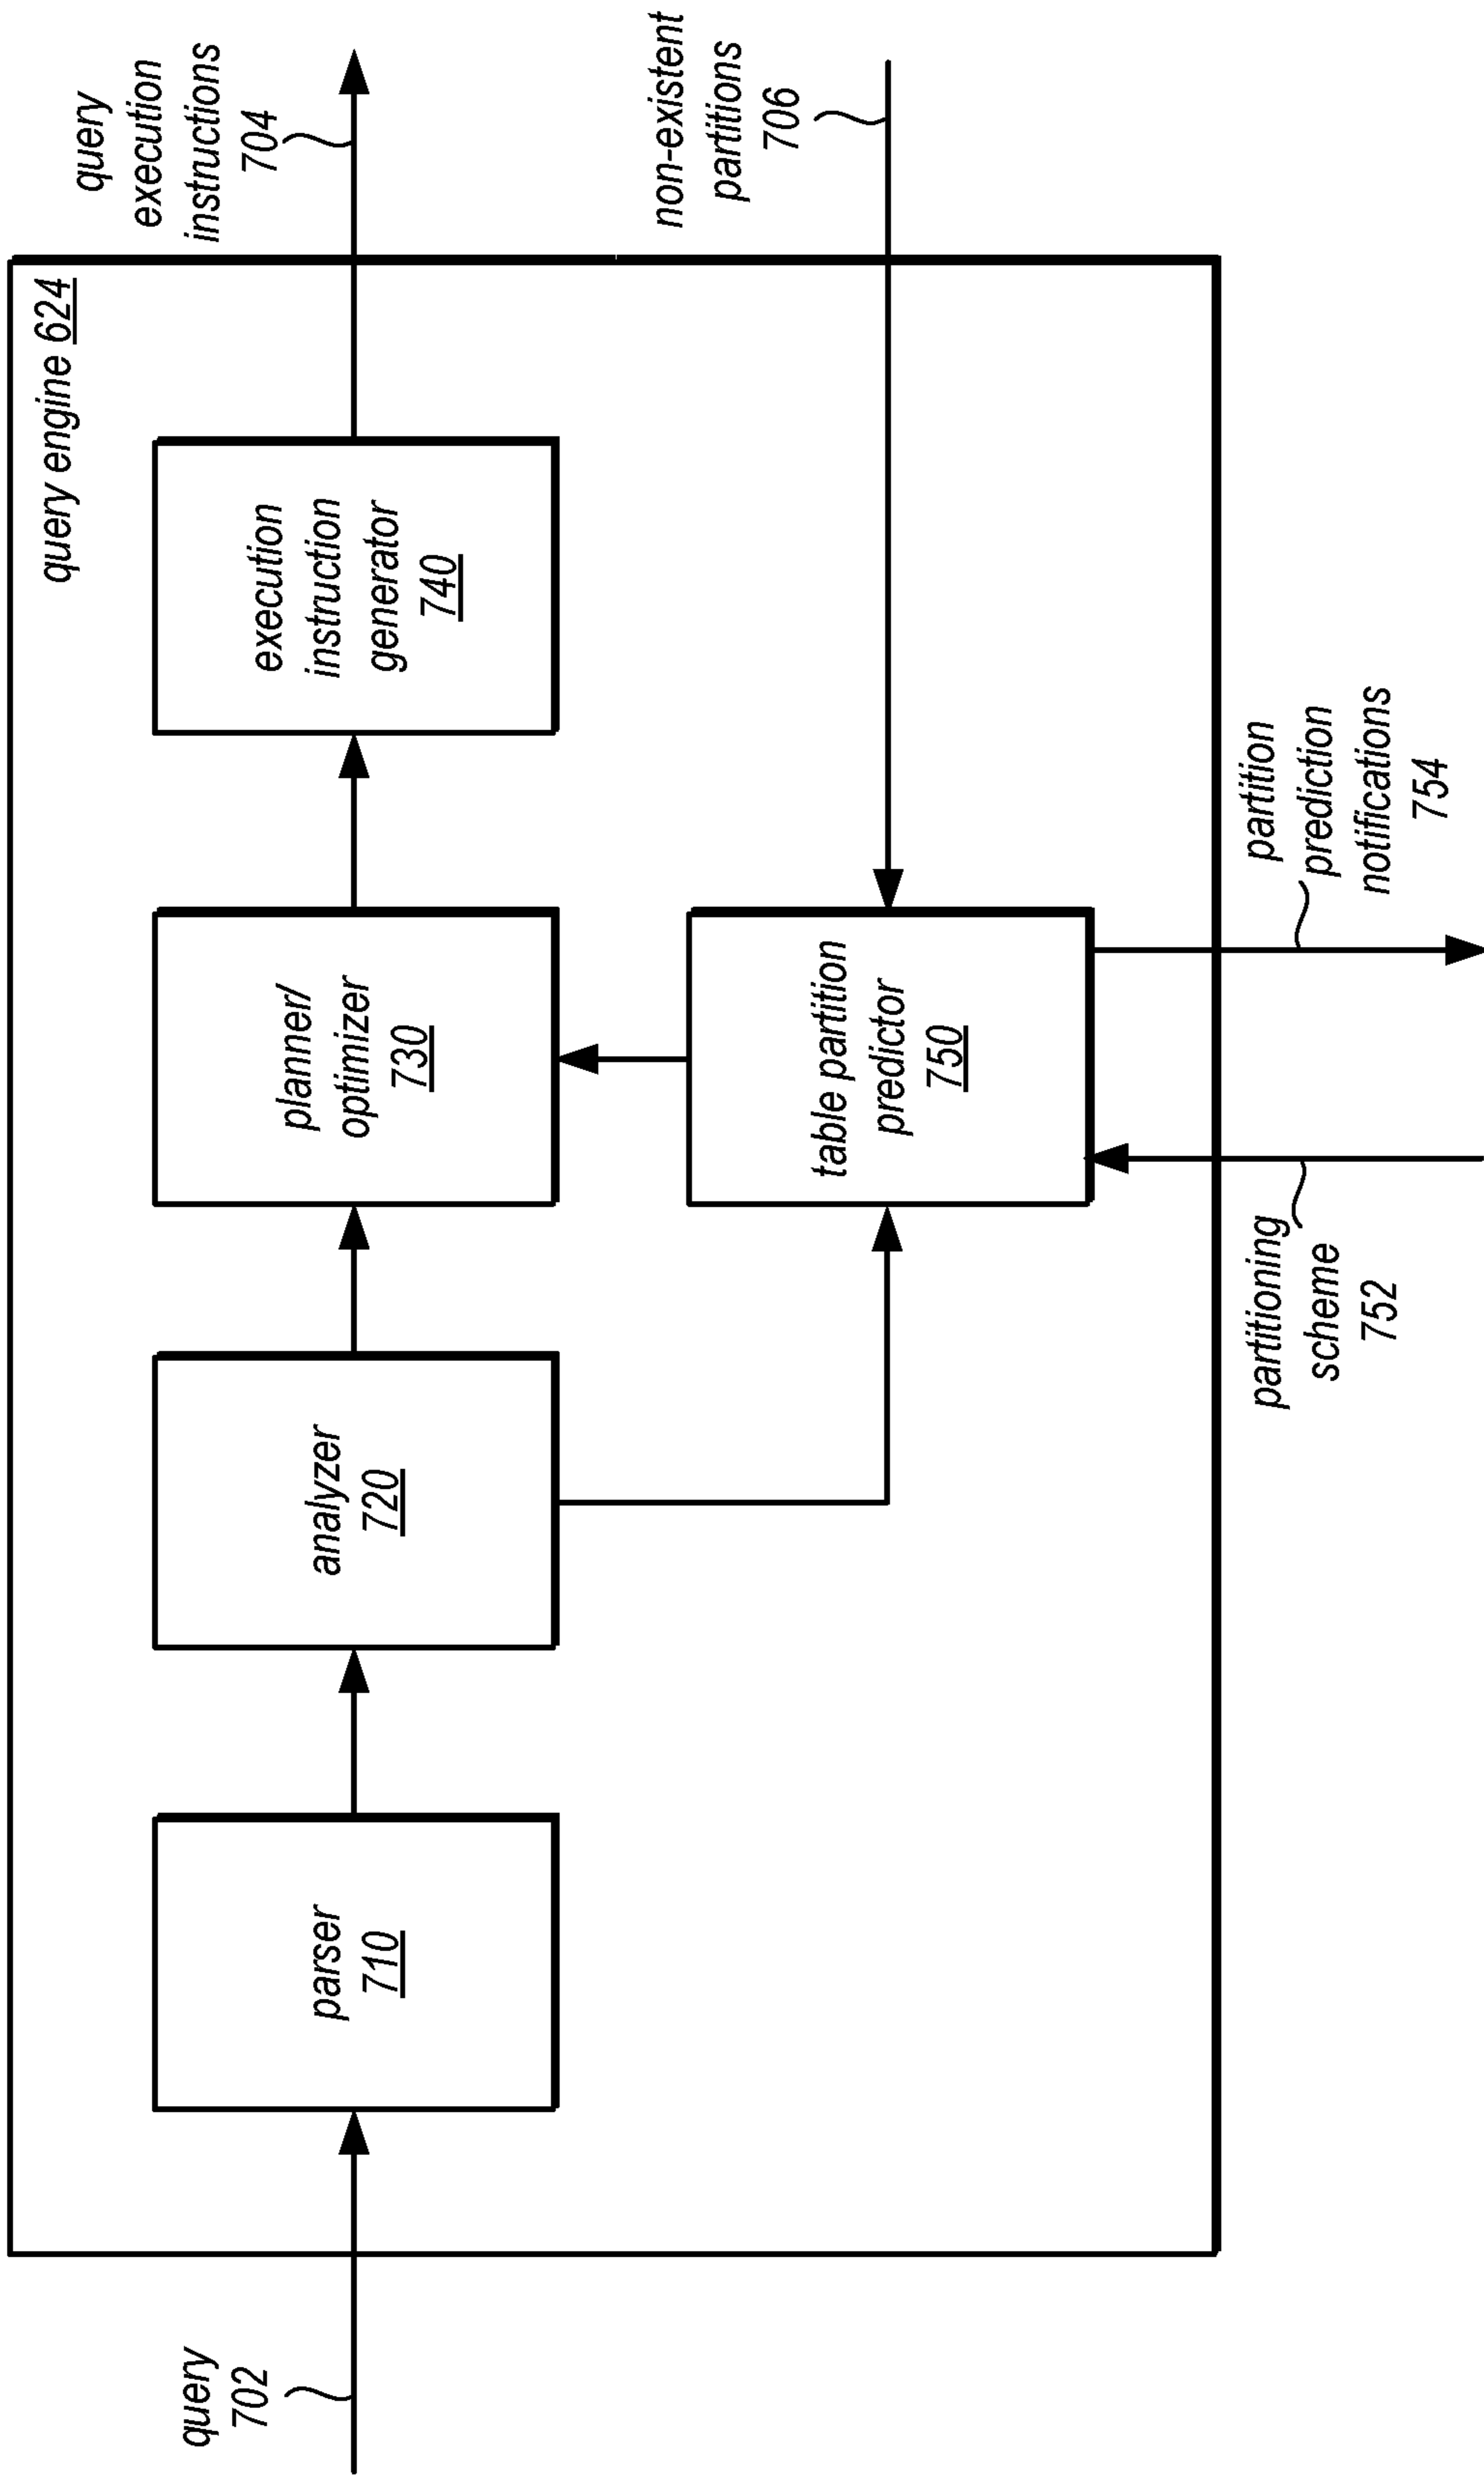 query engine 624
query
702
parser
710
analyzer
720
planner/
optimizer
730
execution
instruction
generator
740
query
execution
instructions
704
table partition
predictor
750
non-existent
partitions
706
partitioning
scheme
752
partition
prediction
notifications
754